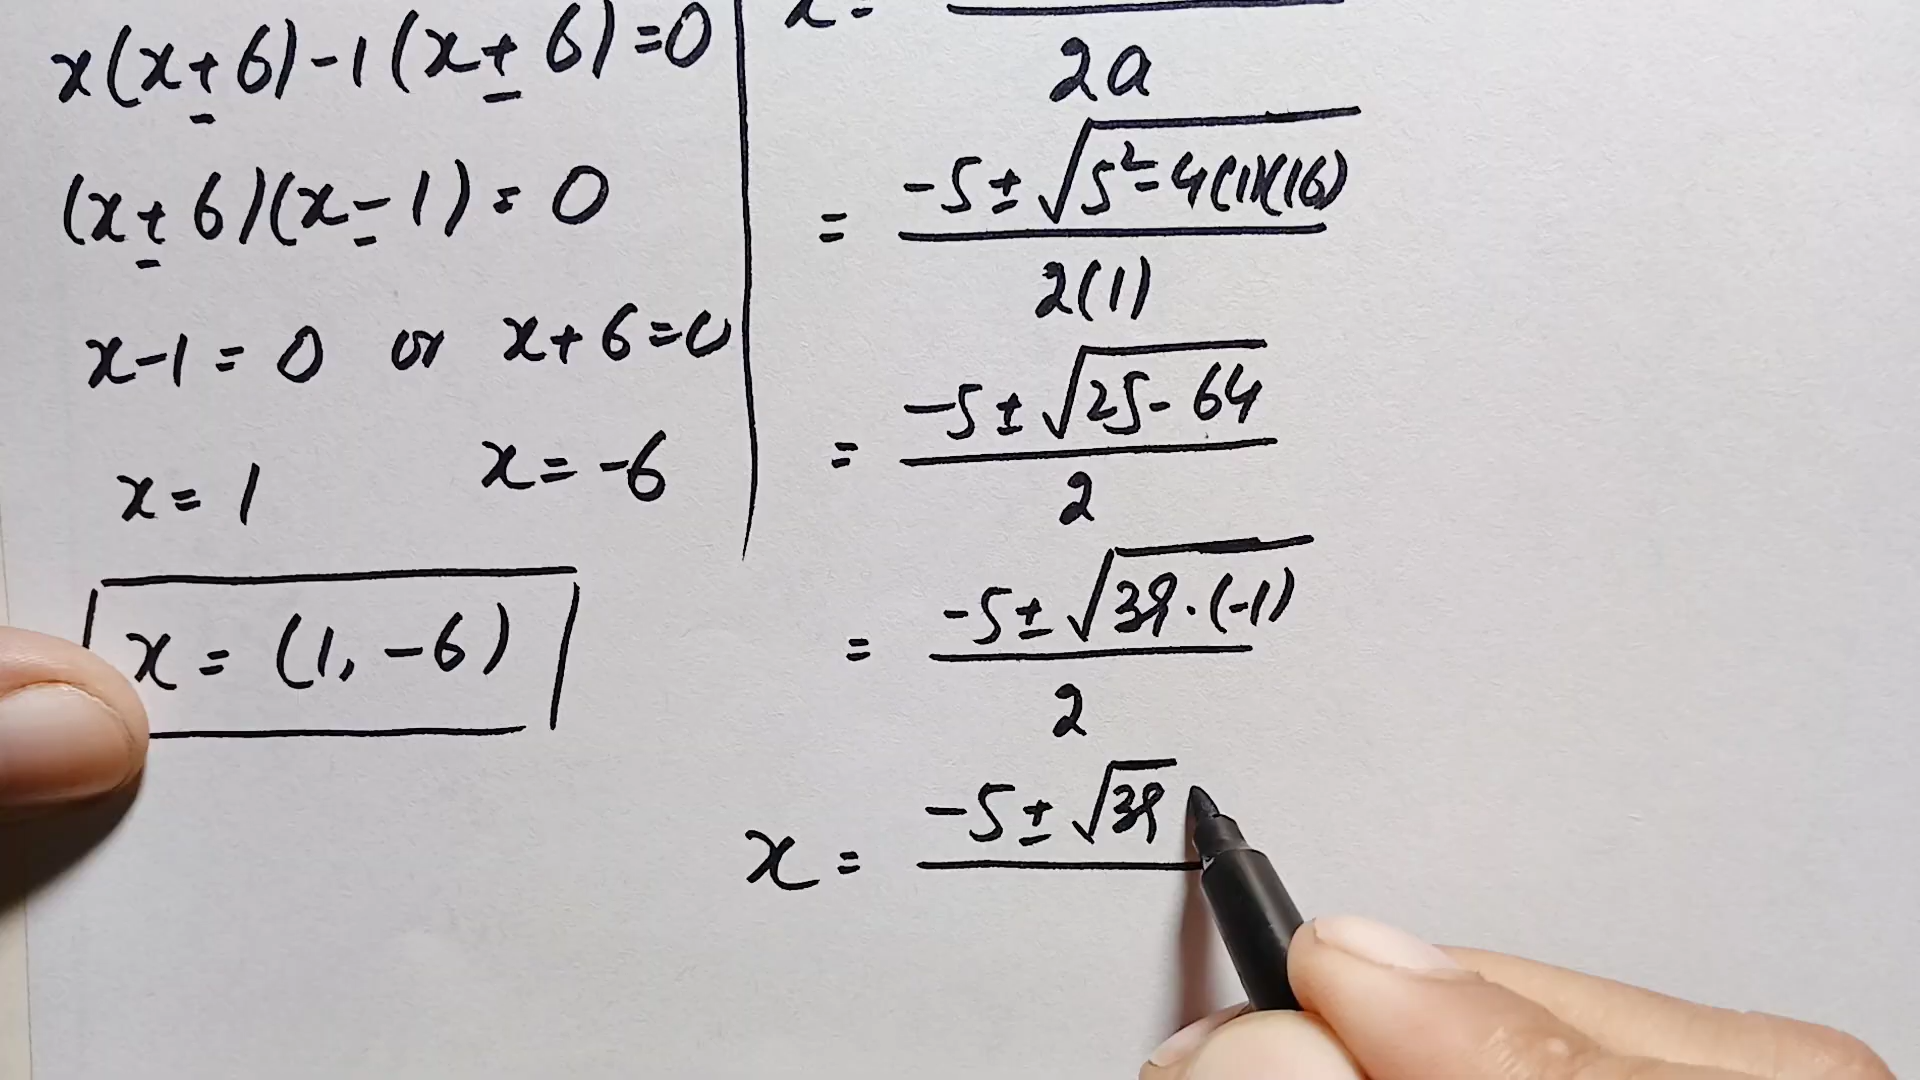 x(x+6)-1(x+6)=0
(x+6)(x-1)=0
x-1=0 or x+6=0
x=1 x=-6
x=(1,-6)
x=
2a
= -5±√5²-4(1)(16)
2(1)
= -5±√25-64
2
= -5±√39·(-1)
2
x= -5±√39